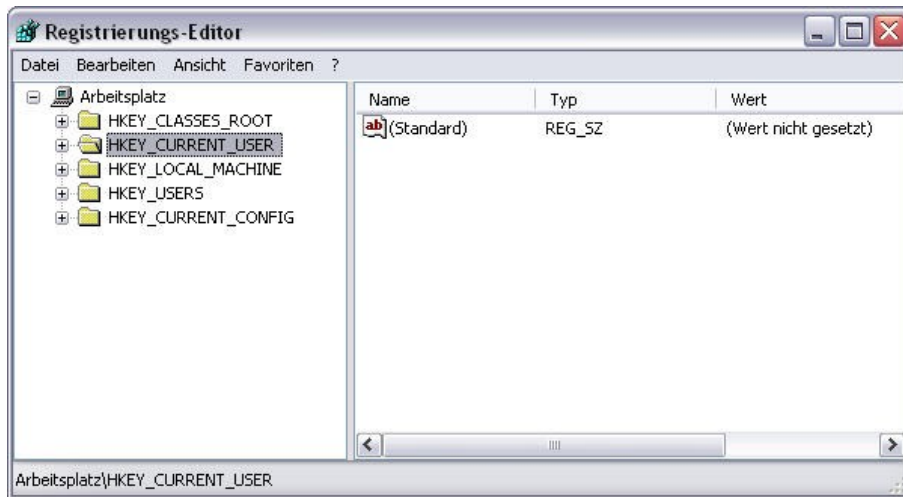 Registrierungs-Editor
Datei Bearbeiten Ansicht Favoriten ?
Arbeitsplatz
HKEY_CLASSES_ROOT
HKEY_CURRENT_USER
HKEY_LOCAL_MACHINE
HKEY_USERS
HKEY_CURRENT_CONFIG
Name Typ Wert
ab (Standard) REG_SZ (Wert nicht gesetzt)
Arbeitsplatz\HKEY_CURRENT_USER